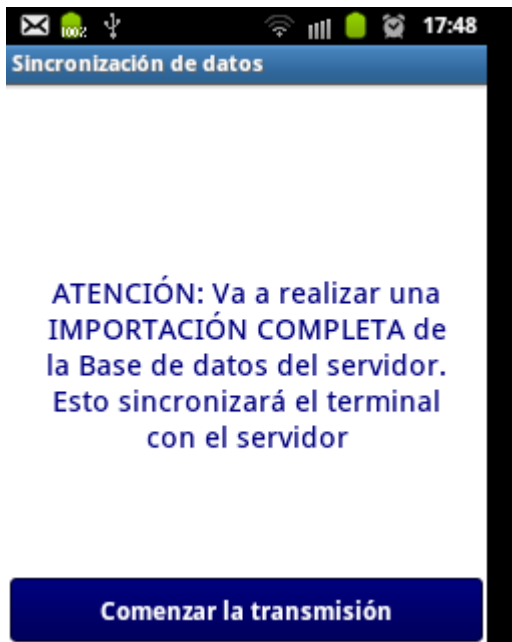 100% 17:48
Sincronización de datos
ATENCIÓN: Va a realizar una
IMPORTACIÓN COMPLETA de
la Base de datos del servidor.
Esto sincronizará el terminal
con el servidor
Comenzar la transmisión